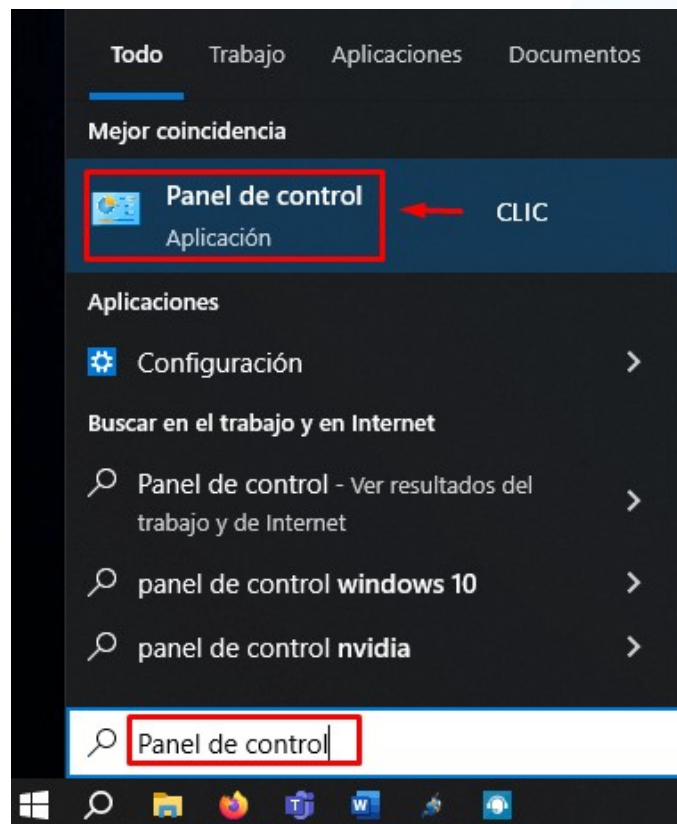 Todo Trabajo Aplicaciones Documentos
Mejor coincidencia
Panel de control
Aplicación
CLIC
Aplicaciones
Configuración
Buscar en el trabajo y en Internet
Panel de control - Ver resultados del
trabajo y de Internet
panel de control windows 10
panel de control nvidia
Panel de control